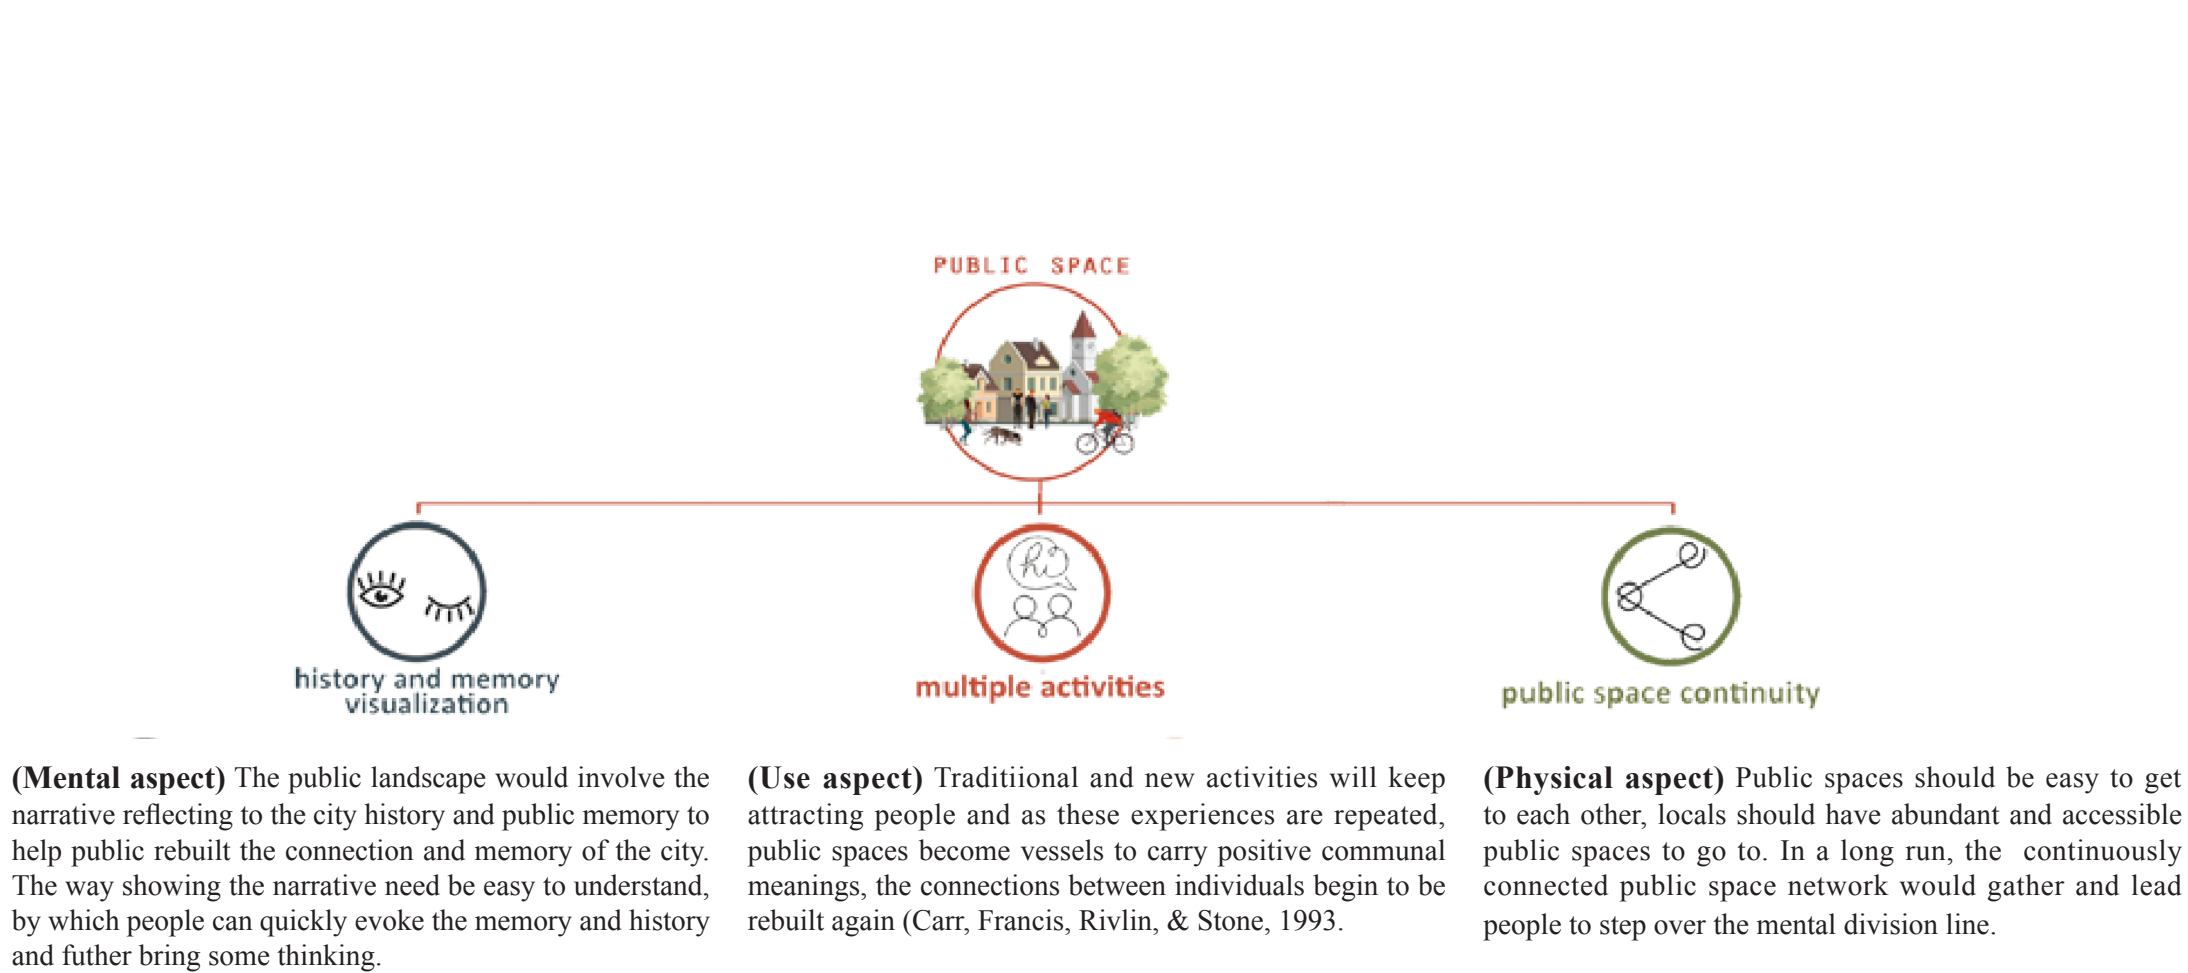 PUBLIC SPACE
hi
history and memory
visualization
multiple activities
public space continuity
(Mental aspect) The public landscape would involve the
narrative reflecting to the city history and public memory to
help public rebuilt the connection and memory of the city.
The way showing the narrative need be easy to understand,
by which people can quickly evoke the memory and history
and futher bring some thinking.
(Use aspect) Traditiional and new activities will keep
attracting people and as these experiences are repeated,
public spaces become vessels to carry positive communal
meanings, the connections between individuals begin to be
rebuilt again (Carr, Francis, Rivlin, & Stone, 1993.
(Physical aspect) Public spaces should be easy to get
to each other, locals should have abundant and accessible
public spaces to go to. In a long run, the continuously
connected public space network would gather and lead
people to step over the mental division line.